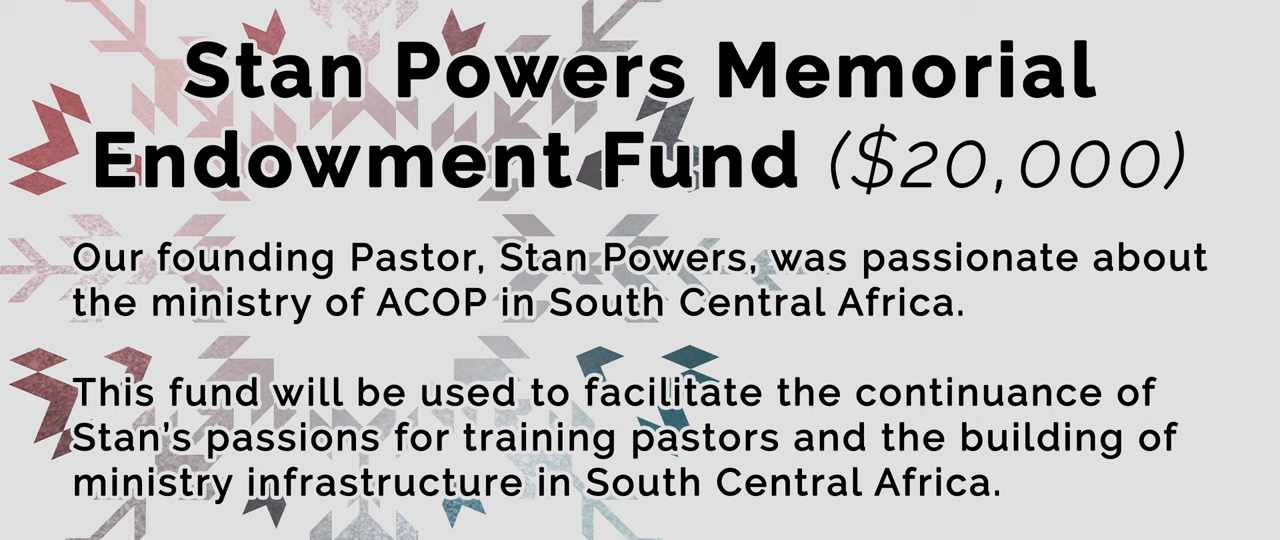 Stan Powers Memorial
Endowment Fund ($20,000)
Our founding Pastor, Stan Powers, was passionate about
the ministry of ACOP in South Central Africa.
This fund will be used to facilitate the continuance of
Stan’s passions for training pastors and the building of
ministry infrastructure in South Central Africa.